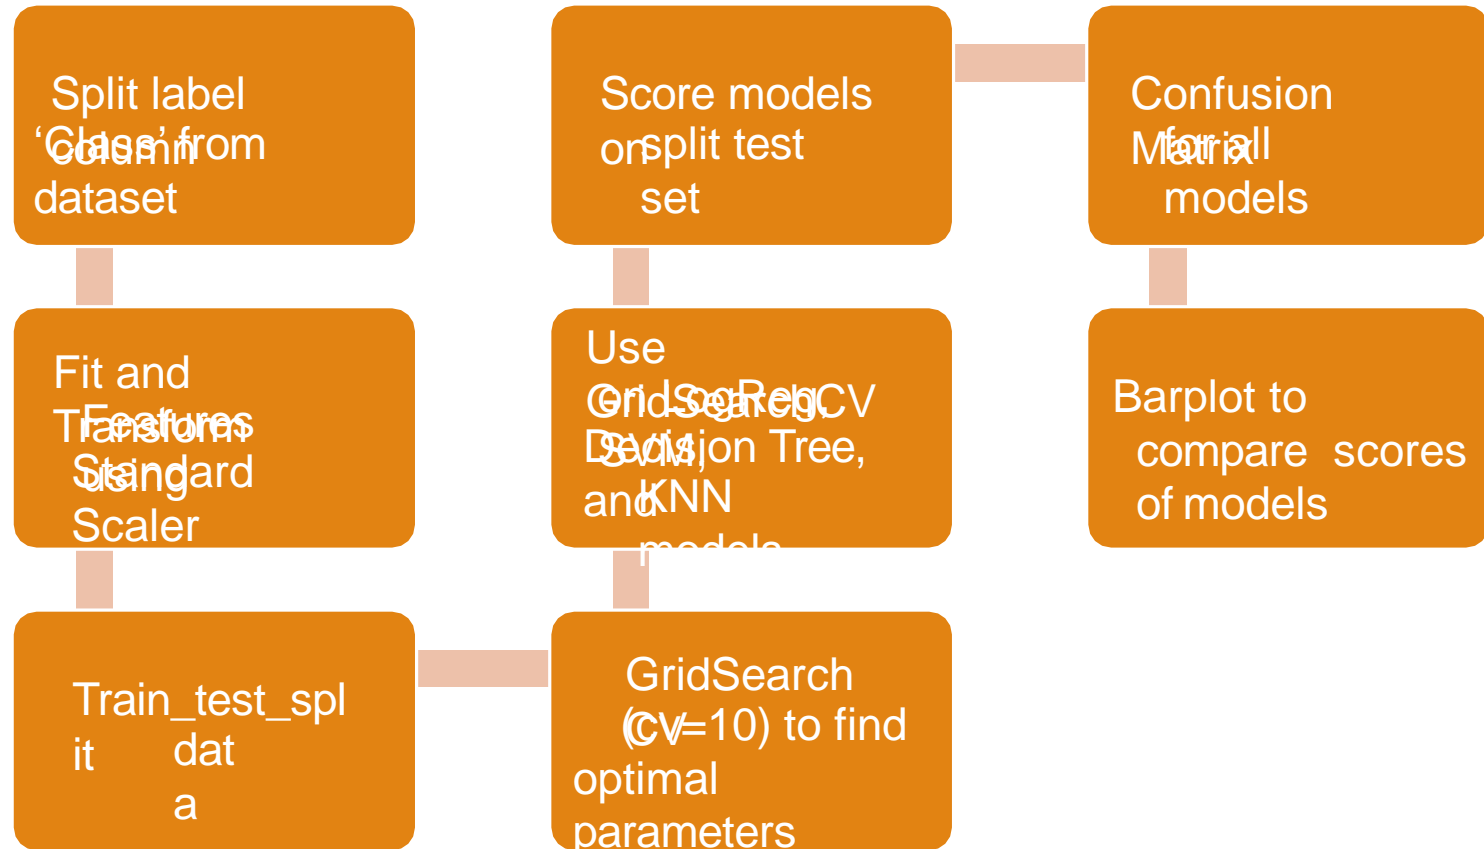 Split label
column
‘Class’ from
dataset
Fit and
Transform
Features
using
Standard
Scaler
Train_test_spl
it
dat
a
GridSearch
CV
(cv=10) to find
optimal
parameters
Use
GridSearchCV
on LogReg,
SVM,
Decision Tree,
and
KNN
models
Score models
on
split test
set
Confusion
Matrix
for all
models
Barplot to
compare scores
of models